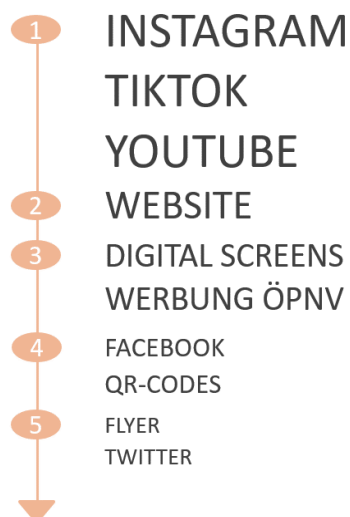 1 INSTAGRAM
TIKTOK
YOUTUBE
2 WEBSITE
3 DIGITAL SCREENS
WERBUNG ÖPNV
4 FACEBOOK
QR-CODES
5 FLYER
TWITTER